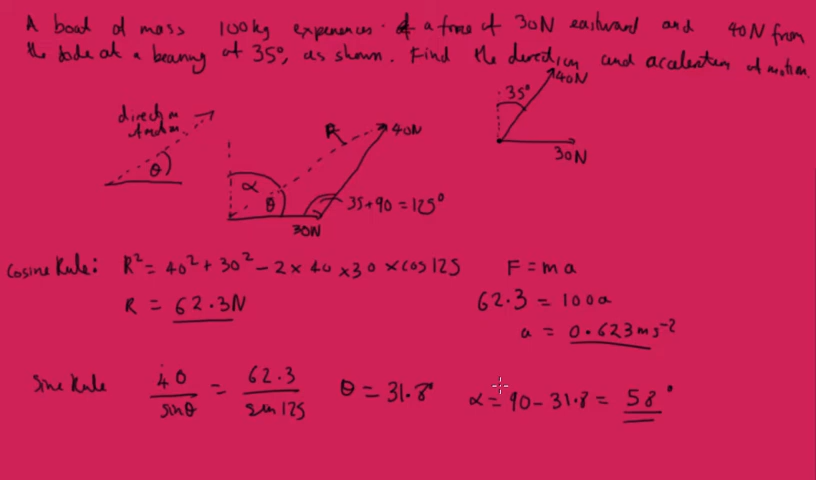 A boat of mass 100kg experiences a force of 30N eastward and 40N from
the side at a bearing of 35°, as shown. Find the direction and acceleration of motion.
40N
35°
30N
direction of motion
θ
R
40N
α
θ
35+90 = 125°
30N
Cosine Rule: R² = 40² + 30² - 2 × 40 × 30 × cos 125
R = 62.3N
F = ma
62.3 = 100a
a = 0.623 ms⁻²
Sine Rule 40/sinθ = 62.3/sin 125 θ = 31.8° α = 90 - 31.8 = 58°